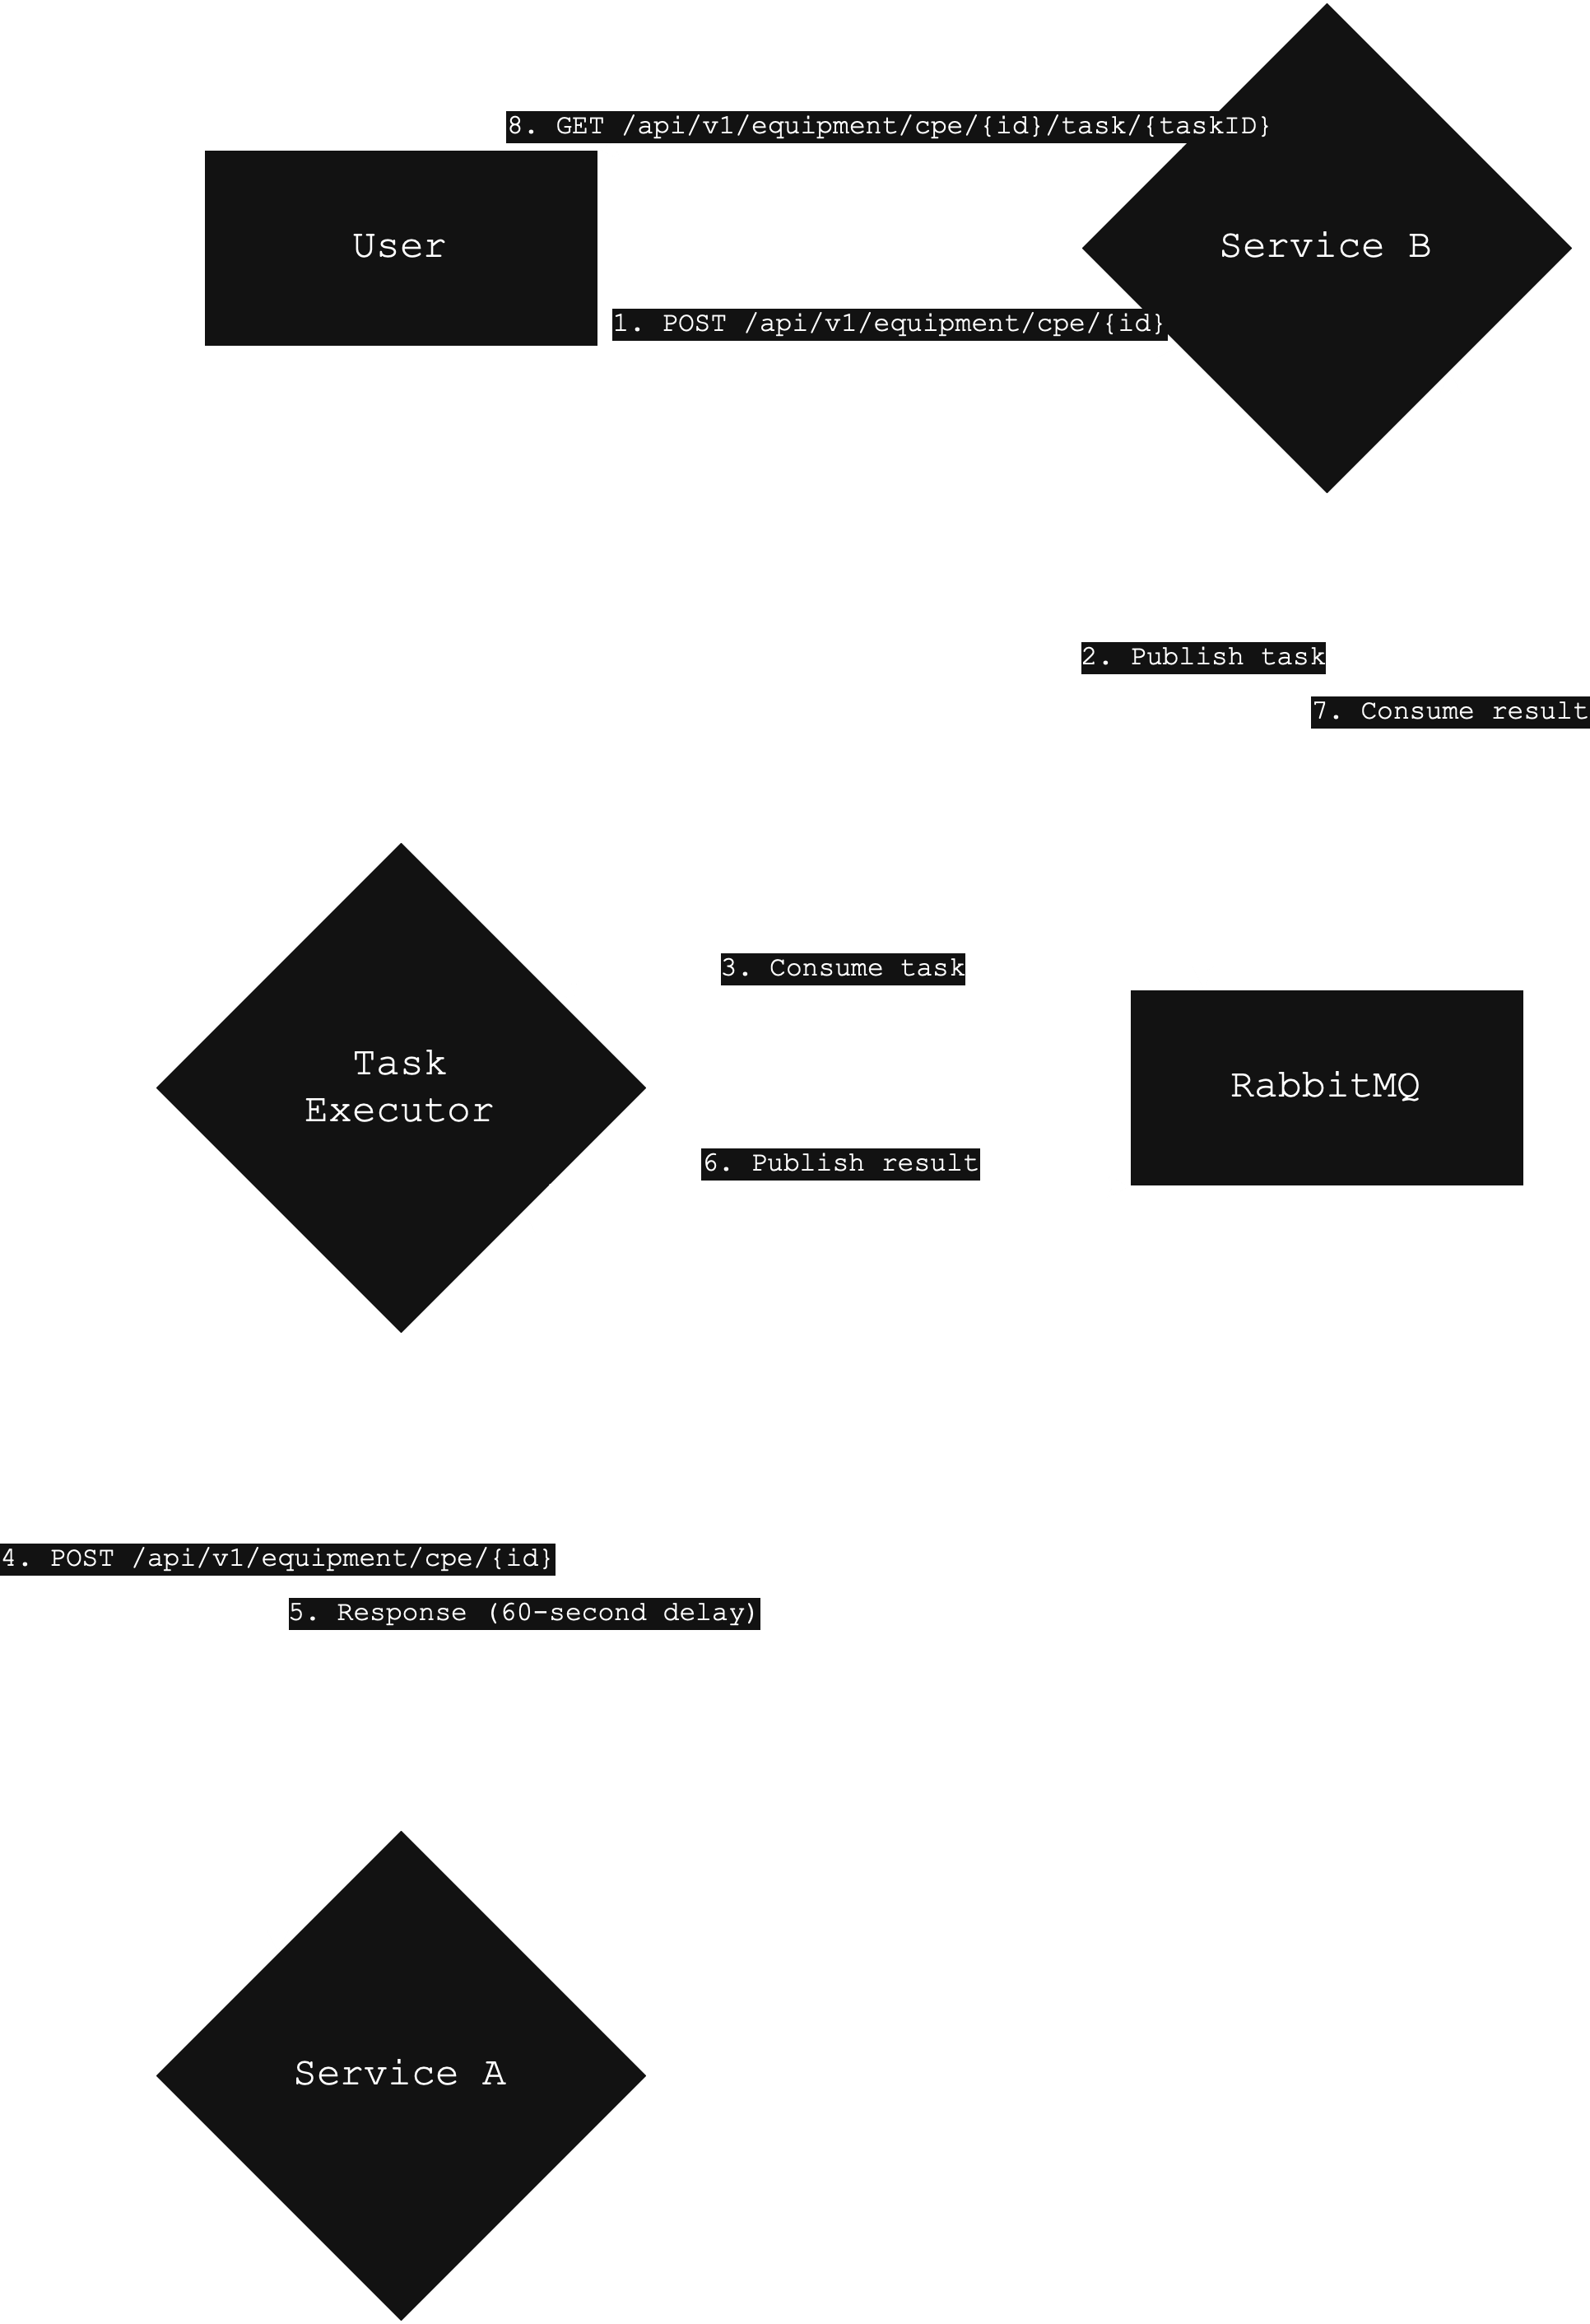 8. GET /api/v1/equipment/cpe/{id}/task/{taskID}
User
Service B
1. POST /api/v1/equipment/cpe/{id}
2. Publish task
7. Consume result
3. Consume task
Task
Executor
RabbitMQ
6. Publish result
4. POST /api/v1/equipment/cpe/{id}
5. Response (60-second delay)
Service A